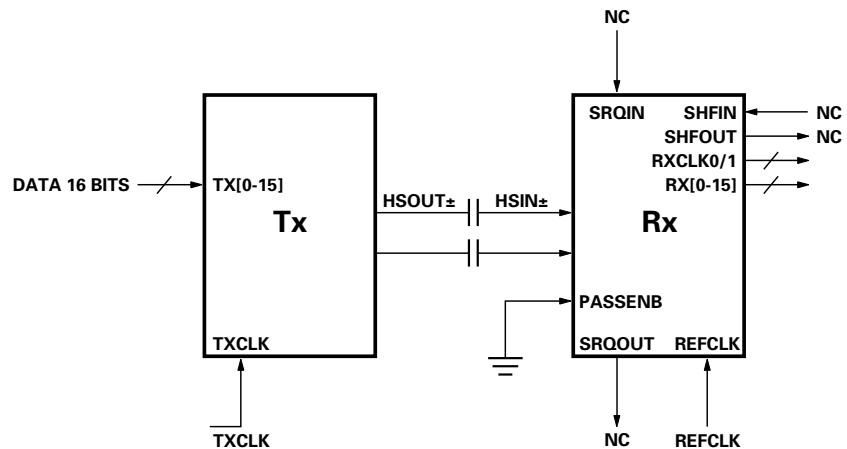 NC
SRQIN
SHFIN
NC
SHFOUT
NC
RXCLK0/1
DATA 16 BITS
TX[0-15]
RX[0-15]
HSOUT±
HSIN±
Tx
Rx
PASSENB
TXCLK
SRQOUT
REFCLK
TXCLK
NC
REFCLK